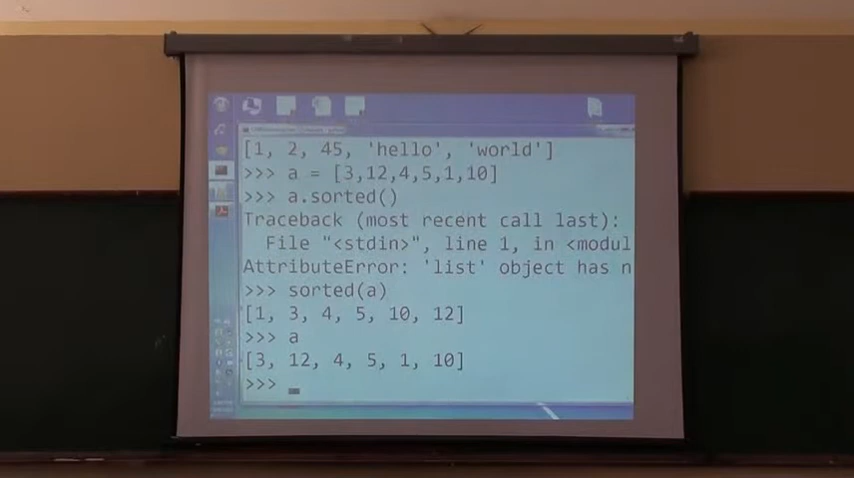 [1, 2, 45, 'hello', 'world']
>>> a = [3,12,4,5,1,10]
>>> a.sorted()
Traceback (most recent call last):
  File "<stdin>", line 1, in <modul
AttributeError: 'list' object has n
>>> sorted(a)
[1, 3, 4, 5, 10, 12]
>>> a
[3, 12, 4, 5, 1, 10]
>>>